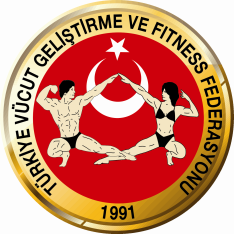 TÜRKİYE VÜCUT GELİŞTİRME VE FITNESS FEDERASYONU
1991